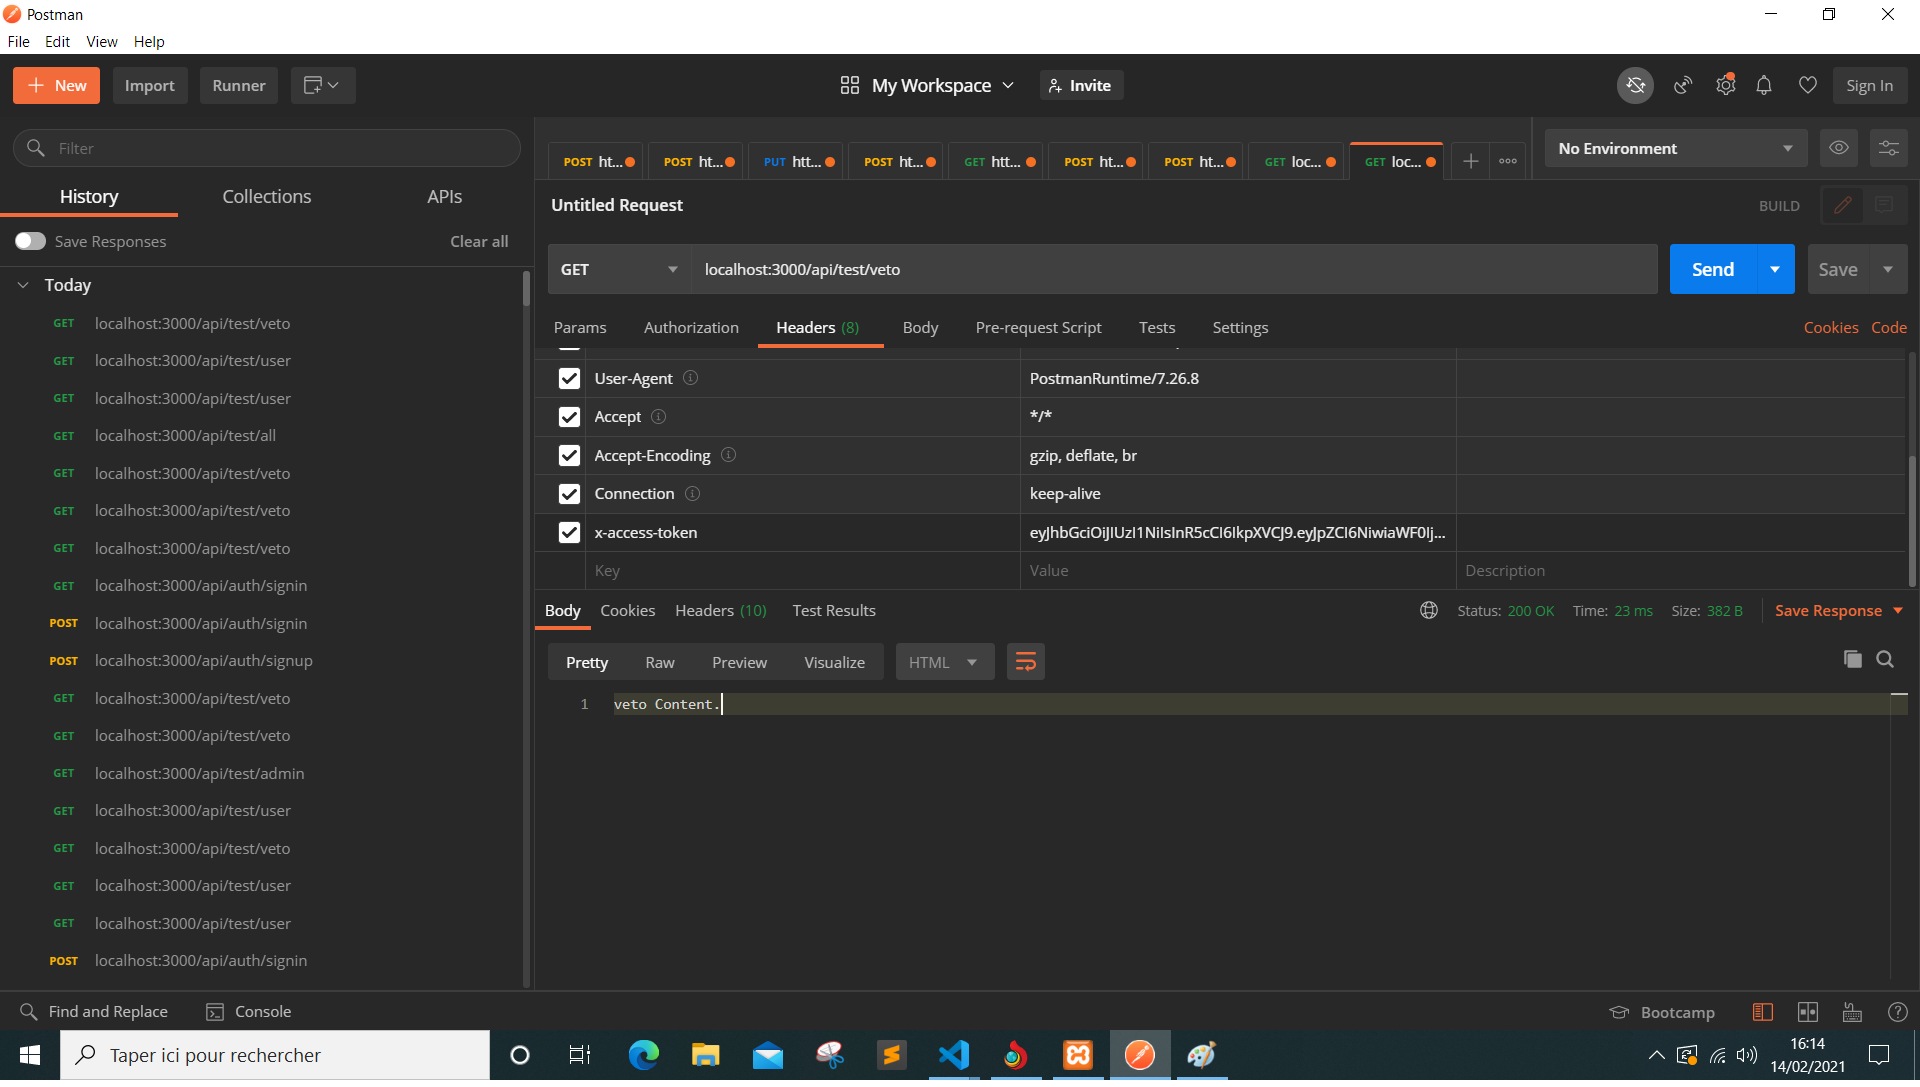 Postman
File Edit View Help
New Import Runner My Workspace Invite Sign In
Filter
POST ht... POST ht... PUT htt... POST ht... GET htt... POST ht... POST ht... GET loc... GET loc... No Environment
History Collections APIs
Untitled Request BUILD
Save Responses Clear all
GET localhost:3000/api/test/veto Send Save
Today
GET localhost:3000/api/test/veto
GET localhost:3000/api/test/user
GET localhost:3000/api/test/user
GET localhost:3000/api/test/all
GET localhost:3000/api/test/veto
GET localhost:3000/api/test/veto
GET localhost:3000/api/test/veto
GET localhost:3000/api/auth/signin
POST localhost:3000/api/auth/signin
POST localhost:3000/api/auth/signup
GET localhost:3000/api/test/veto
GET localhost:3000/api/test/veto
GET localhost:3000/api/test/admin
GET localhost:3000/api/test/user
GET localhost:3000/api/test/veto
GET localhost:3000/api/test/user
GET localhost:3000/api/test/user
POST localhost:3000/api/auth/signin
Params Authorization Headers (8) Body Pre-request Script Tests Settings Cookies Code
User-Agent PostmanRuntime/7.26.8
Accept */*
Accept-Encoding gzip, deflate, br
Connection keep-alive
x-access-token eyJhbGciOiJIUzI1NiIsInR5cCI6IkpXVCJ9.eyJpZCI6NiwiaWF0Ij...
Key Value Description
Body Cookies Headers (10) Test Results Status: 200 OK Time: 23 ms Size: 382 B Save Response
Pretty Raw Preview Visualize HTML
1 veto Content.
Find and Replace Console Bootcamp
Taper ici pour rechercher
16:14
14/02/2021